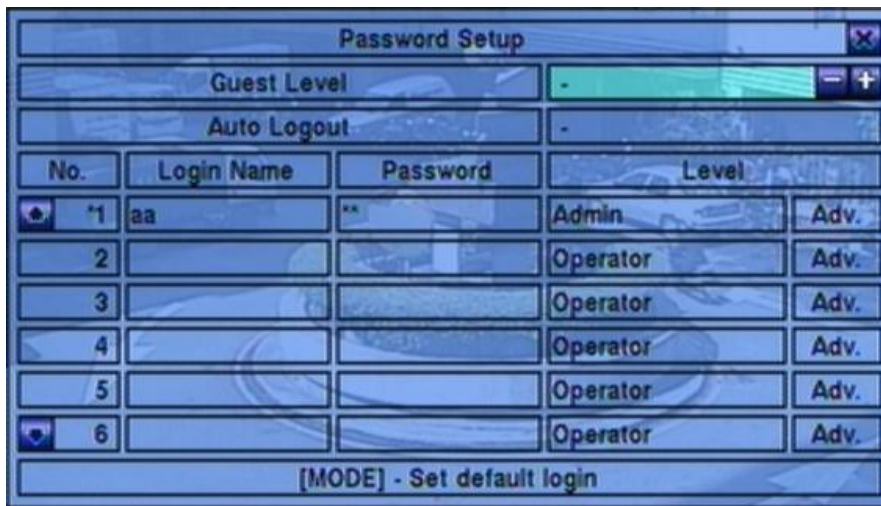 Password Setup
Guest Level -
Auto Logout -
No. Login Name Password Level
*1 aa ** Admin Adv.
2 Operator Adv.
3 Operator Adv.
4 Operator Adv.
5 Operator Adv.
6 Operator Adv.
[MODE] - Set default login